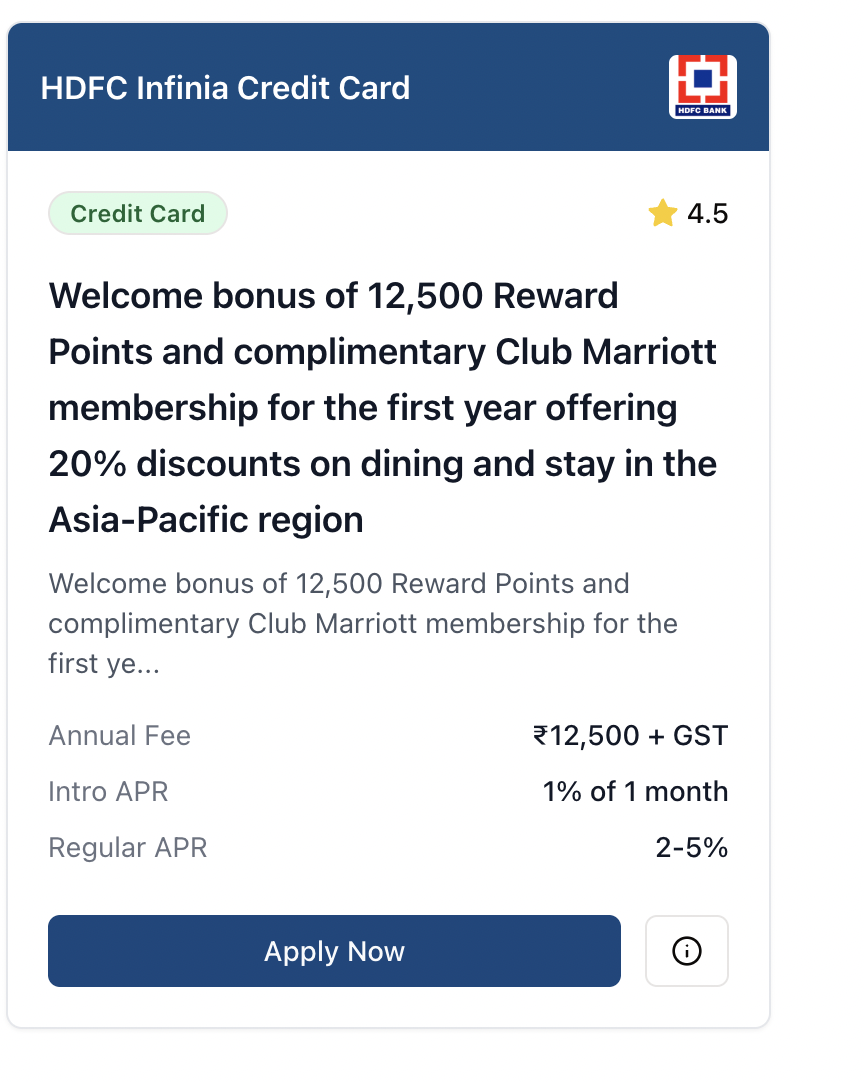 HDFC Infinia Credit Card
HDFC BANK
Credit Card
4.5
Welcome bonus of 12,500 Reward
Points and complimentary Club Marriott
membership for the first year offering
20% discounts on dining and stay in the
Asia-Pacific region
Welcome bonus of 12,500 Reward Points and
complimentary Club Marriott membership for the
first ye...
Annual Fee ₹12,500 + GST
Intro APR 1% of 1 month
Regular APR 2-5%
Apply Now